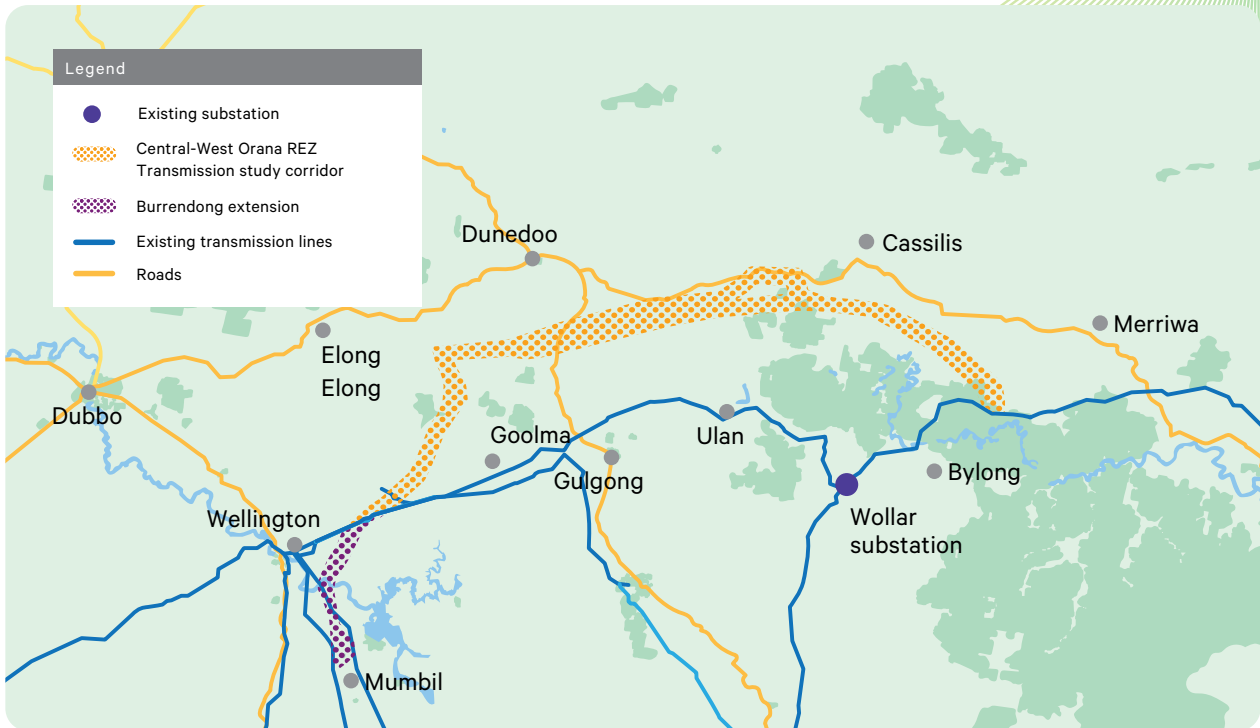 Legend
Existing substation
Central-West Orana REZ
Transmission study corridor
Burrendong extension
Existing transmission lines
Roads
Dunedoo
Cassilis
Merriwa
Elong
Elong
Dubbo
Goolma
Ulan
Gulgong
Bylong
Wellington
Wollar
substation
Mumbil